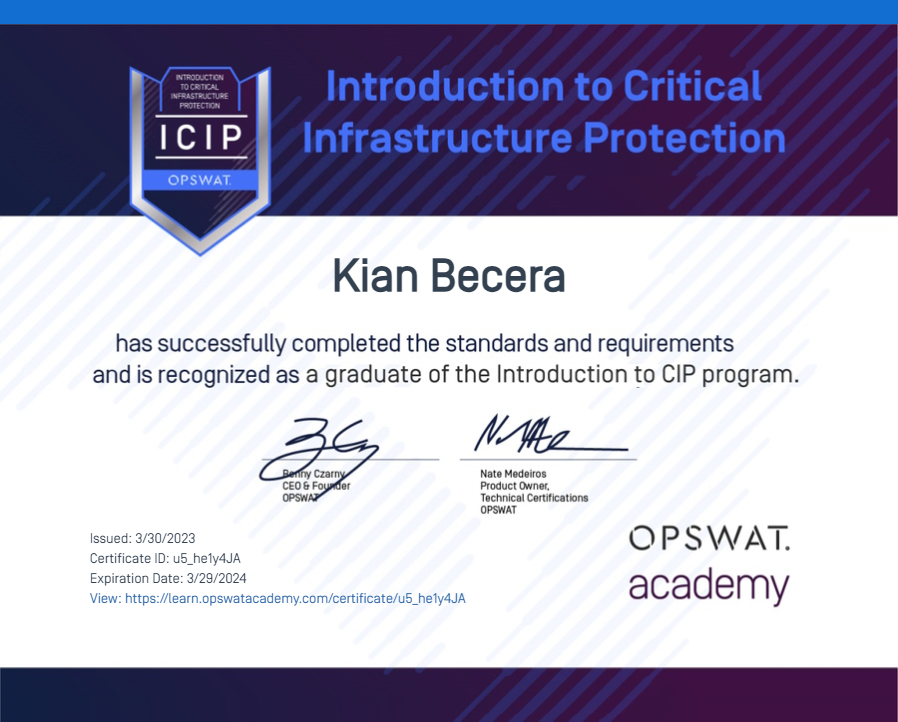 INTRODUCTION
TO CRITICAL
INFRASTRUCTURE
PROTECTION
ICIP
OPSWAT.
Introduction to Critical
Infrastructure Protection
Kian Becera
has successfully completed the standards and requirements
and is recognized as a graduate of the Introduction to CIP program.
Benny Czarny
CEO & Founder
OPSWAT
Nate Medeiros
Product Owner,
Technical Certifications
OPSWAT
Issued: 3/30/2023
Certificate ID: u5_he1y4JA
Expiration Date: 3/29/2024
View: https://learn.opswatacademy.com/certificate/u5_he1y4JA
OPSWAT.
academy